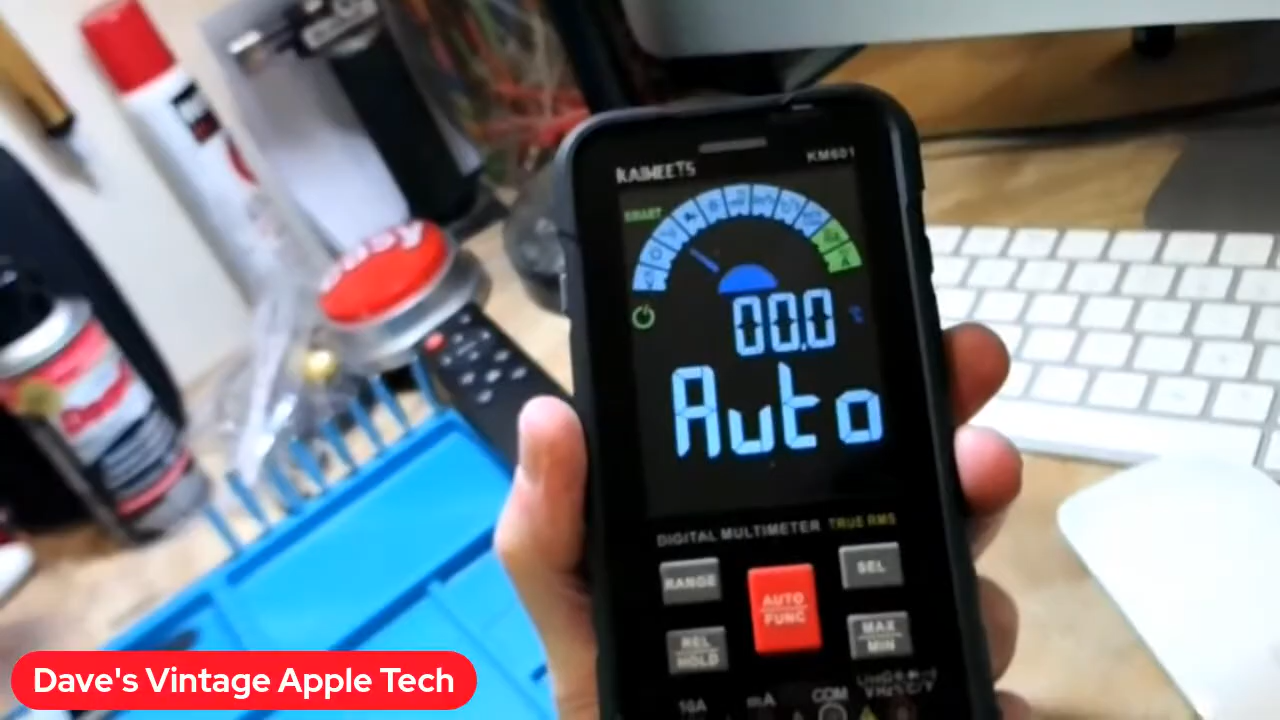 KAIWEETS
KM601
SMART
00.0 °C
Auto
DIGITAL MULTIMETER TRUE RMS
RANGE
AUTO
FUNC
SEL
REL
HOLD
MAX
MIN
10A
mA
COM
easy
Dave's Vintage Apple Tech